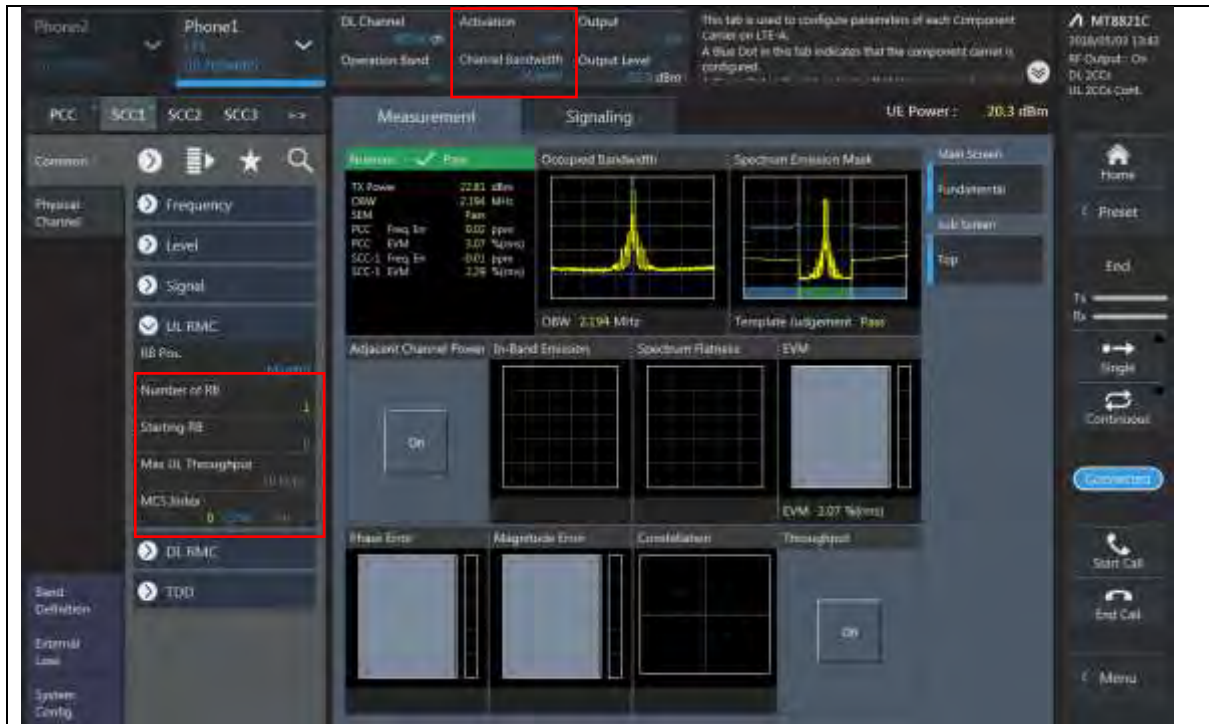 Phone2
Phone1
DL Channel
Activation
Output
Operation Band
Channel Bandwidth
Output Level
dBm
This tab is used to configure parameters of each Component
Carrier on LTE-A.
A Blue Dot in this tab indicates that the component carrier is
configured.
MT8821C
RF Output: On
DL 2CCs
UL 2CCs Cont.
PCC
SCC1
SCC2
SCC3
Measurement
Signaling
UE Power :
20.3 dBm
Common
Physical
Channel
Frequency
Level
Signal
UL RMC
RB Pos.
Number of RB
1
Starting RB
0
Max UL Throughput
MCS Index
0
DL RMC
TDD
Band
Definition
External
Loss
System
Config
Pass
TX Power 22.81 dBm
OBW 2.194 MHz
SEM Pass
PCC Freq. Err 0.02 ppm
PCC EVM 3.07 %(rms)
SCC-1 Freq. Err -0.01 ppm
SCC-1 EVM %(rms)
Occupied Bandwidth
OBW 2.194 MHz
Spectrum Emission Mask
Template Judgement Pass
Adjacent Channel Power
On
In-Band Emission
Spectrum Flatness
EVM
EVM 3.07 %(rms)
Phase Error
Magnitude Error
Constellation
Throughput
On
Main Screen
Fundamental
Sub Screen
Top
Home
Preset
End
Tx
Rx
Single
Continuous
Connected
Start Call
End Call
Menu